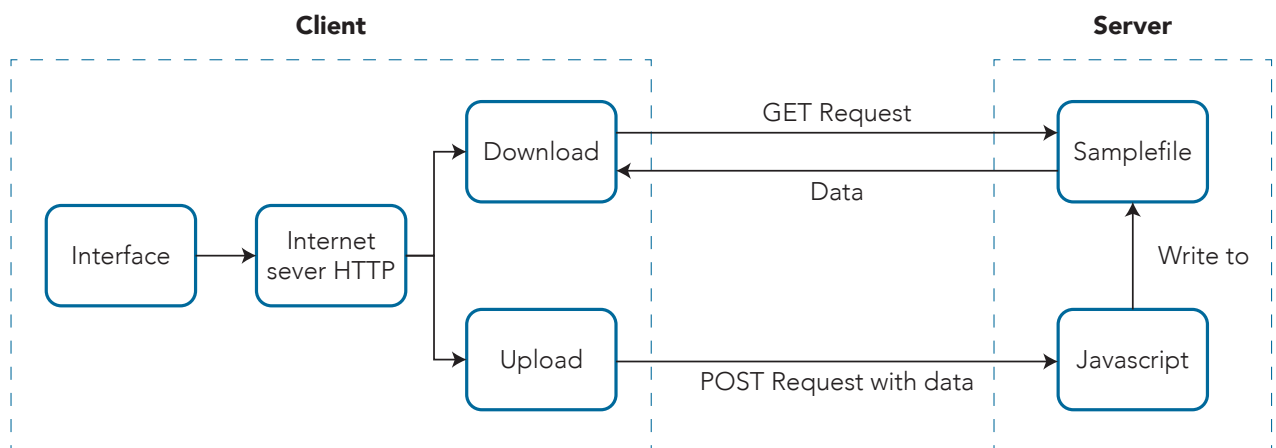 Client
Server
GET Request
Download
Samplefile
Data
Interface
Internet
sever HTTP
Write to
Upload
Javascript
POST Request with data